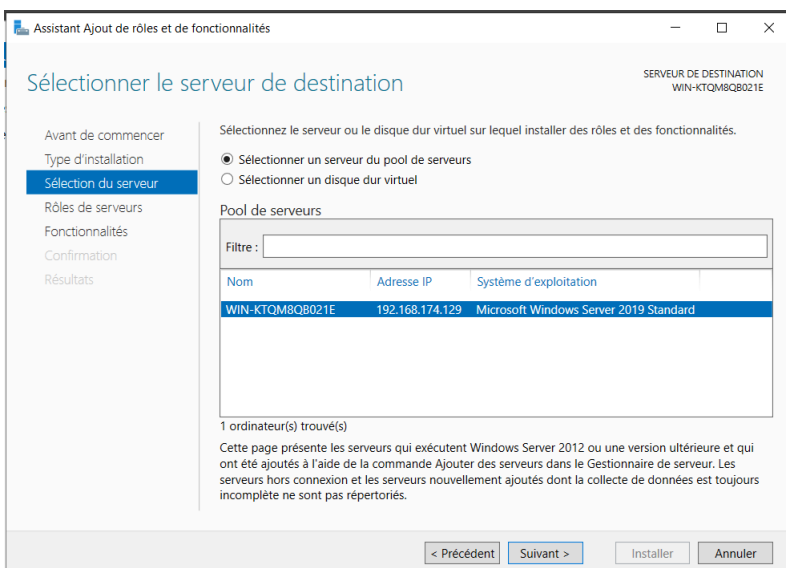 Assistant Ajout de rôles et de fonctionnalités
Sélectionner le serveur de destination
SERVEUR DE DESTINATION
WIN-KTQM8QB021E
Avant de commencer
Type d'installation
Sélection du serveur
Rôles de serveurs
Fonctionnalités
Confirmation
Résultats
Sélectionnez le serveur ou le disque dur virtuel sur lequel installer des rôles et des fonctionnalités.
Sélectionner un serveur du pool de serveurs
Sélectionner un disque dur virtuel
Pool de serveurs
Filtre :
Nom Adresse IP Système d'exploitation
WIN-KTQM8QB021E 192.168.174.129 Microsoft Windows Server 2019 Standard
1 ordinateur(s) trouvé(s)
Cette page présente les serveurs qui exécutent Windows Server 2012 ou une version ultérieure et qui
ont été ajoutés à l'aide de la commande Ajouter des serveurs dans le Gestionnaire de serveur. Les
serveurs hors connexion et les serveurs nouvellement ajoutés dont la collecte de données est toujours
incomplète ne sont pas répertoriés.
< Précédent Suivant > Installer Annuler